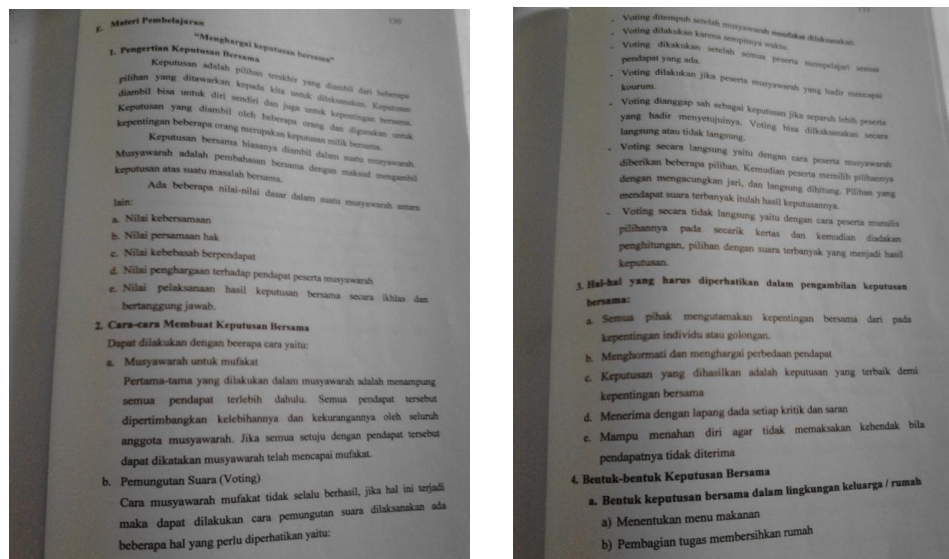 130
E. Materi Pembelajaran
"Menghargai keputusan bersama"
1. Pengertian Keputusan Bersama
Keputusan adalah pilihan terakhir yang diambil dari beberapa
pilihan yang ditawarkan kepada kita untuk dilaksanakan. Keputusan
diambil bisa untuk diri sendiri dan juga untuk kepentingan bersama.
Keputusan yang diambil oleh beberapa orang dan digunakan untuk
kepentingan beberapa orang merupakan keputusan milik bersama.
Keputusan bersama biasanya diambil dalam suatu musyawarah.
Musyawarah adalah pembahasan bersama dengan maksud mengambil
keputusan atas suatu masalah bersama.
Ada beberapa nilai-nilai dasar dalam suatu musyawarah antara
lain:
a. Nilai kebersamaan
b. Nilai persamaan hak
c. Nilai kebebasab berpendapat
d. Nilai penghargaan terhadap pendapat peserta musyawarah
e. Nilai pelaksanaan hasil keputusan bersama secara ikhlas dan
bertanggung jawab.
2. Cara-cara Membuat Keputusan Bersama
Dapat dilakukan dengan beerapa cara yaitu:
a. Musyawarah untuk mufakat
Pertama-tama yang dilakukan dalam musyawarah adalah menampung
semua pendapat terlebih dahulu. Semua pendapat tersebut
dipertimbangkan kelebihannya dan kekurangannya oleh seluruh
anggota musyawarah. Jika semua setuju dengan pendapat tersebut
dapat dikatakan musyawarah telah mencapai mufakat.
b. Pemungutan Suara (Voting)
Cara musyawarah mufakat tidak selalu berhasil, jika hal ini terjadi
maka dapat dilakukan cara pemungutan suara dilaksanakan ada
beberapa hal yang perlu diperhatikan yaitu:
- Voting ditempuh setelah musyawarah mufakat dilaksanakan.
- Voting dilakukan karena sempitnya waktu.
- Voting dikakukan setelah semua peserta mempelajari semua
pendapat yang ada.
- Voting dilakukan jika peserta musyawarah yang hadir mencapai
kourum.
- Voting dianggap sah sebagai keputusan jika separuh lebih peserta
yang hadir menyetujuinya. Voting bisa dilaksanakan secara
langsung atau tidak langsung.
- Voting secara langsung yaitu dengan cara peserta musyawarah
diberikan beberapa pilihan. Kemudian peserta memilih pilihannya
dengan mengacungkan jari, dan langsung dihitung. Pilihan yang
mendapat suara terbanyak itulah hasil keputusannya.
- Voting secara tidak langsung yaitu dengan cara peserta musulis
pilihannya pada secarik kertas dan kemudian diadakan
penghitungan, pilihan dengan suara terbanyak yang menjadi hasil
keputusan.
3. Hal-hal yang harus diperhatikan dalam pengambilan keputusan
bersama:
a. Semua pihak mengutamakan kepentingan bersama dari pada
kepentingan individu atau golongan.
b. Menghormati dan menghargai perbedaan pendapat
c. Keputusan yang dihasilkan adalah keputusan yang terbaik demi
kepentingan bersama
d. Menerima dengan lapang dada setiap kritik dan saran
e. Mampu menahan diri agar tidak memaksakan kehendak bila
pendapatnya tidak diterima
4. Bentuk-bentuk Keputusan Bersama
a. Bentuk keputusan bersama dalam lingkungan keluarga / rumah
a) Menentukan menu makanan
b) Pembagian tugas membersihkan rumah